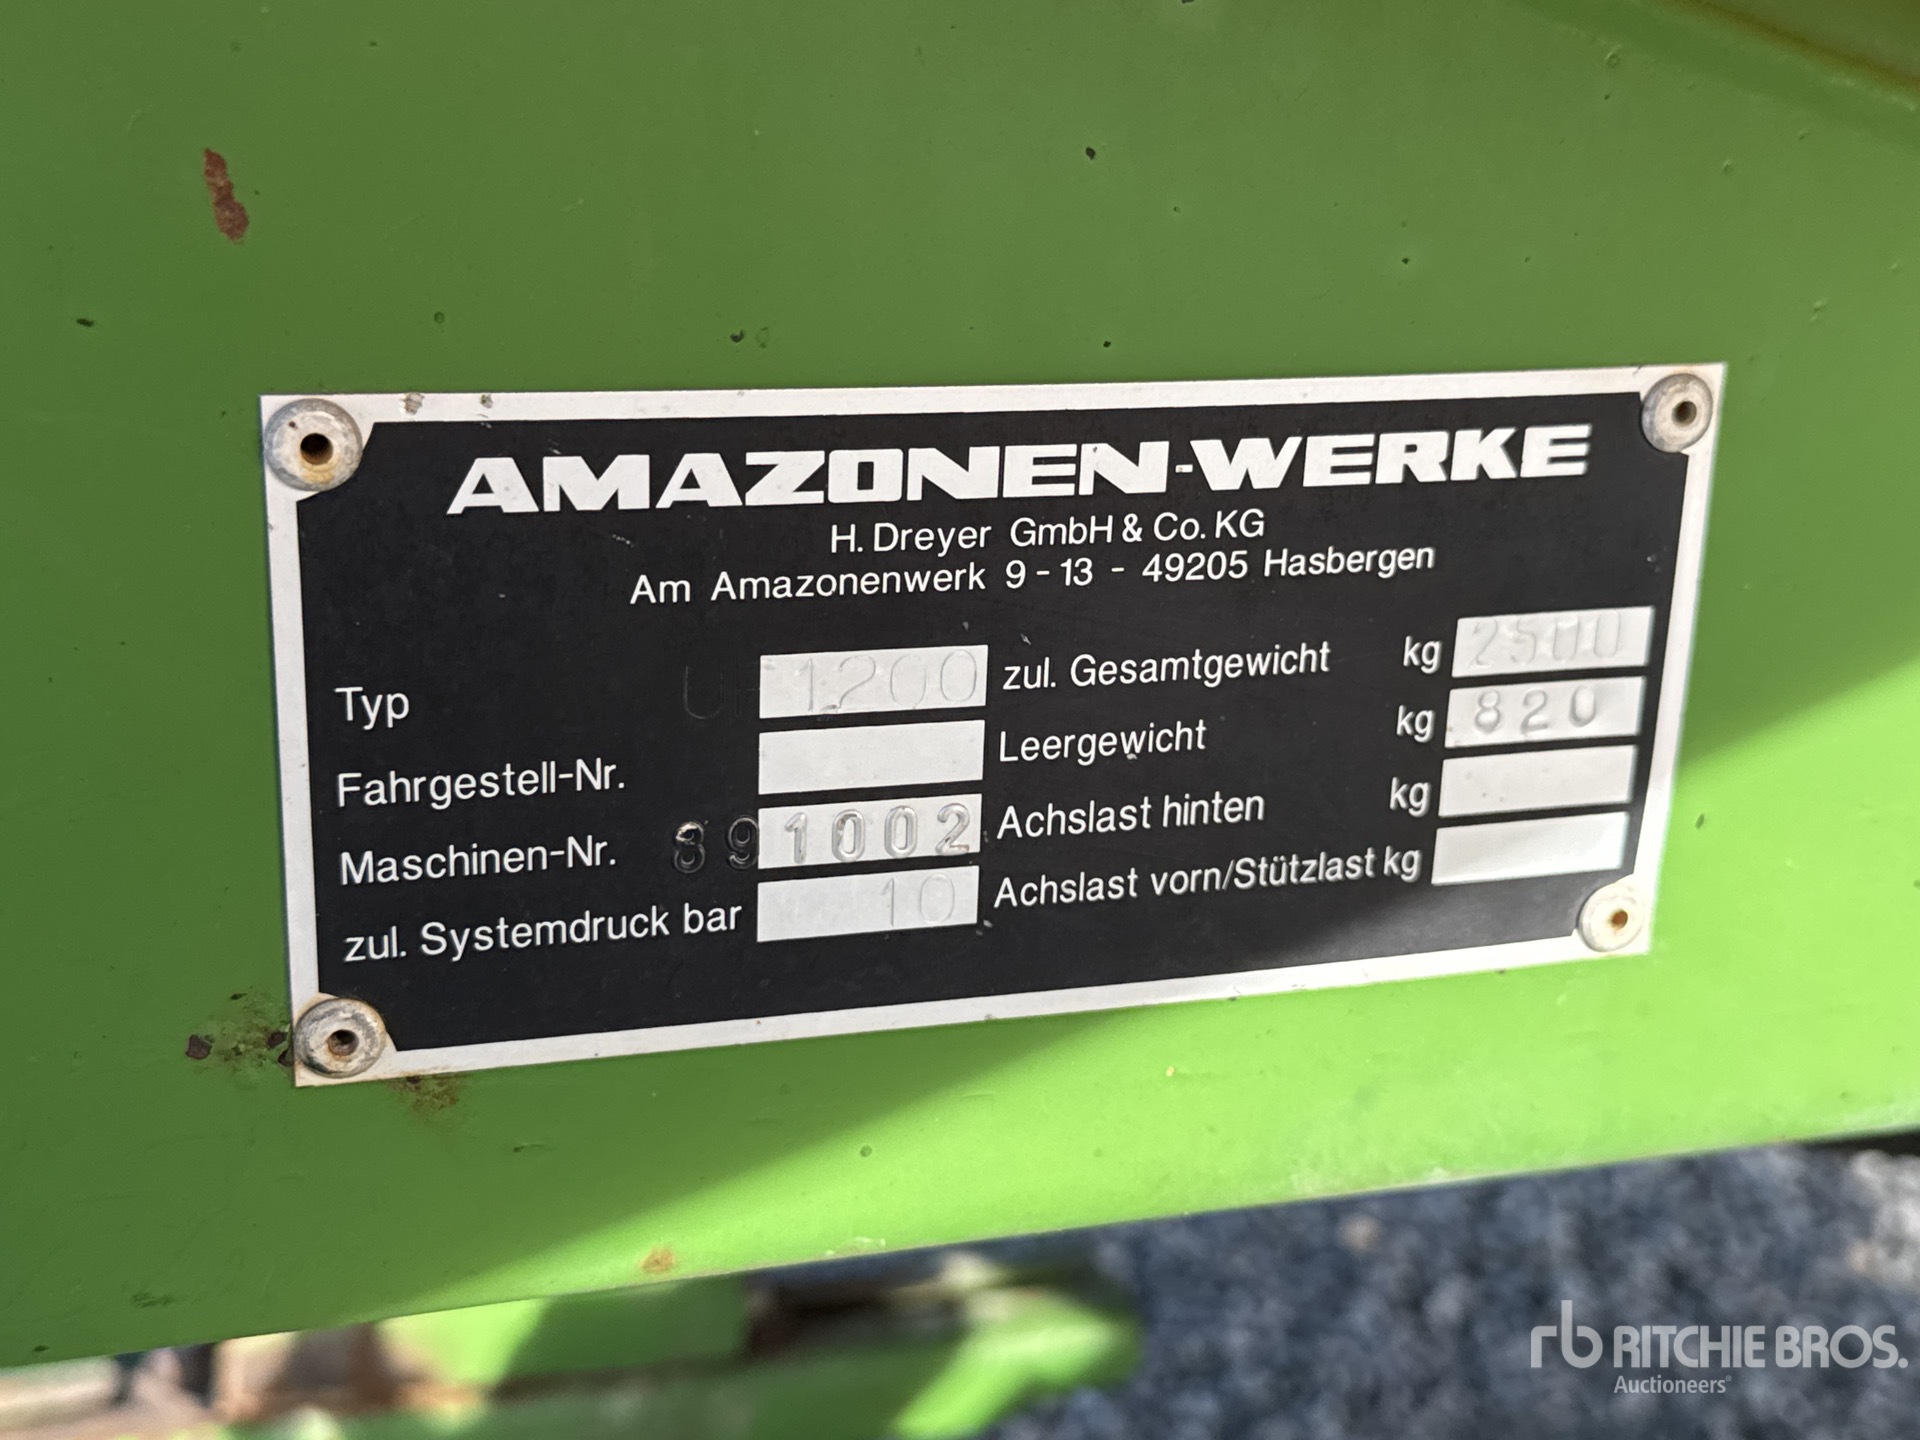 AMAZONEN-WERKE
H. Dreyer GmbH & Co. KG
Am Amazonenwerk 9 - 13 - 49205 Hasbergen
Typ 1200 zul. Gesamtgewicht kg 2500
Fahrgestell-Nr. Leergewicht kg 820
Maschinen-Nr. 891002 Achslast hinten kg
zul. Systemdruck bar 10 Achslast vorn/Stützlast kg
rb RITCHIE BROS.
Auctioneers